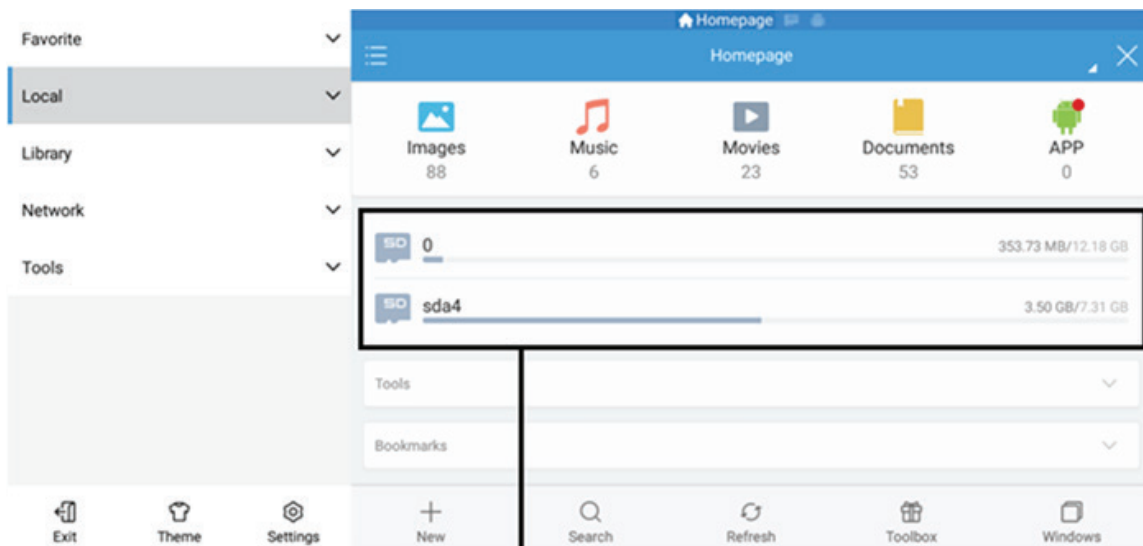 Favorite
Local
Library
Network
Tools
Exit
Theme
Settings
Homepage
Homepage
Images
88
Music
6
Movies
23
Documents
53
APP
0
SD 0 353.73 MB/12.18 GB
SD sda4 3.50 GB/7.31 GB
Tools
Bookmarks
New
Search
Refresh
Toolbox
Windows